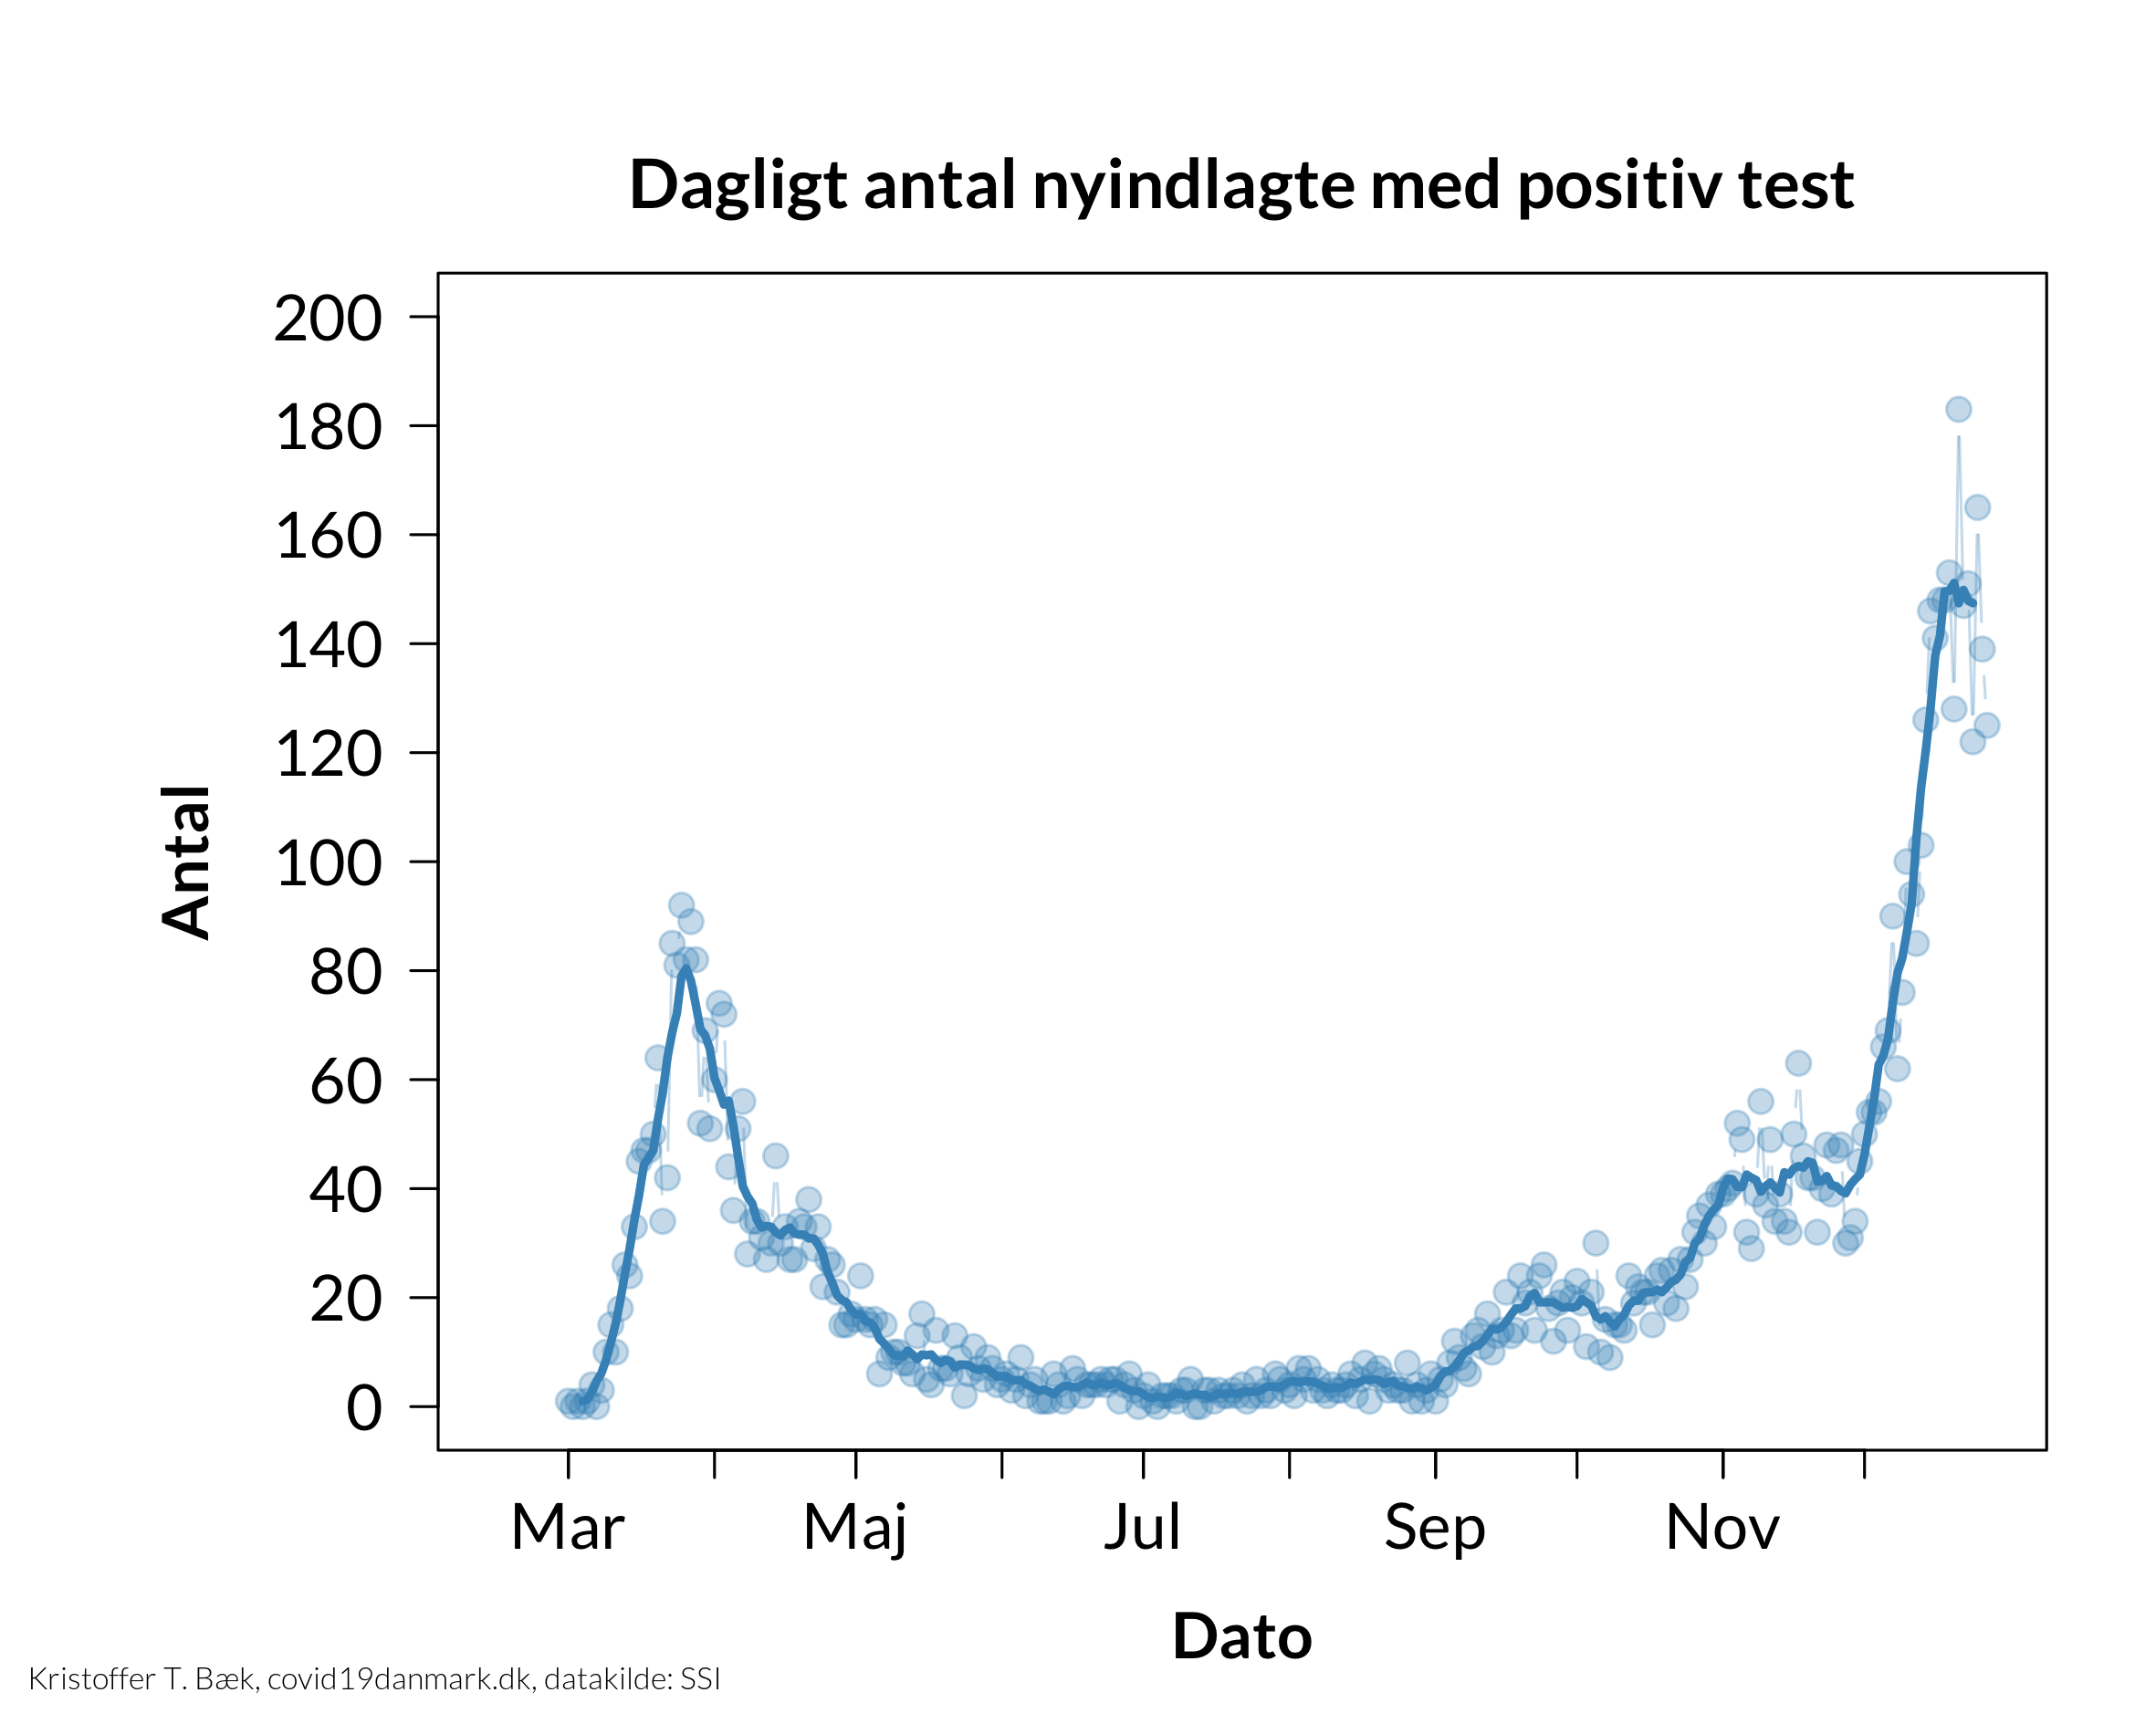 Dagligt antal nyindlagte med positiv test
200
180
160
140
120
100
80
60
40
20
0
Antal
Mar Maj Jul Sep Nov
Dato
Kristoffer T. Bæk, covid19danmark.dk, datakilde: SSI